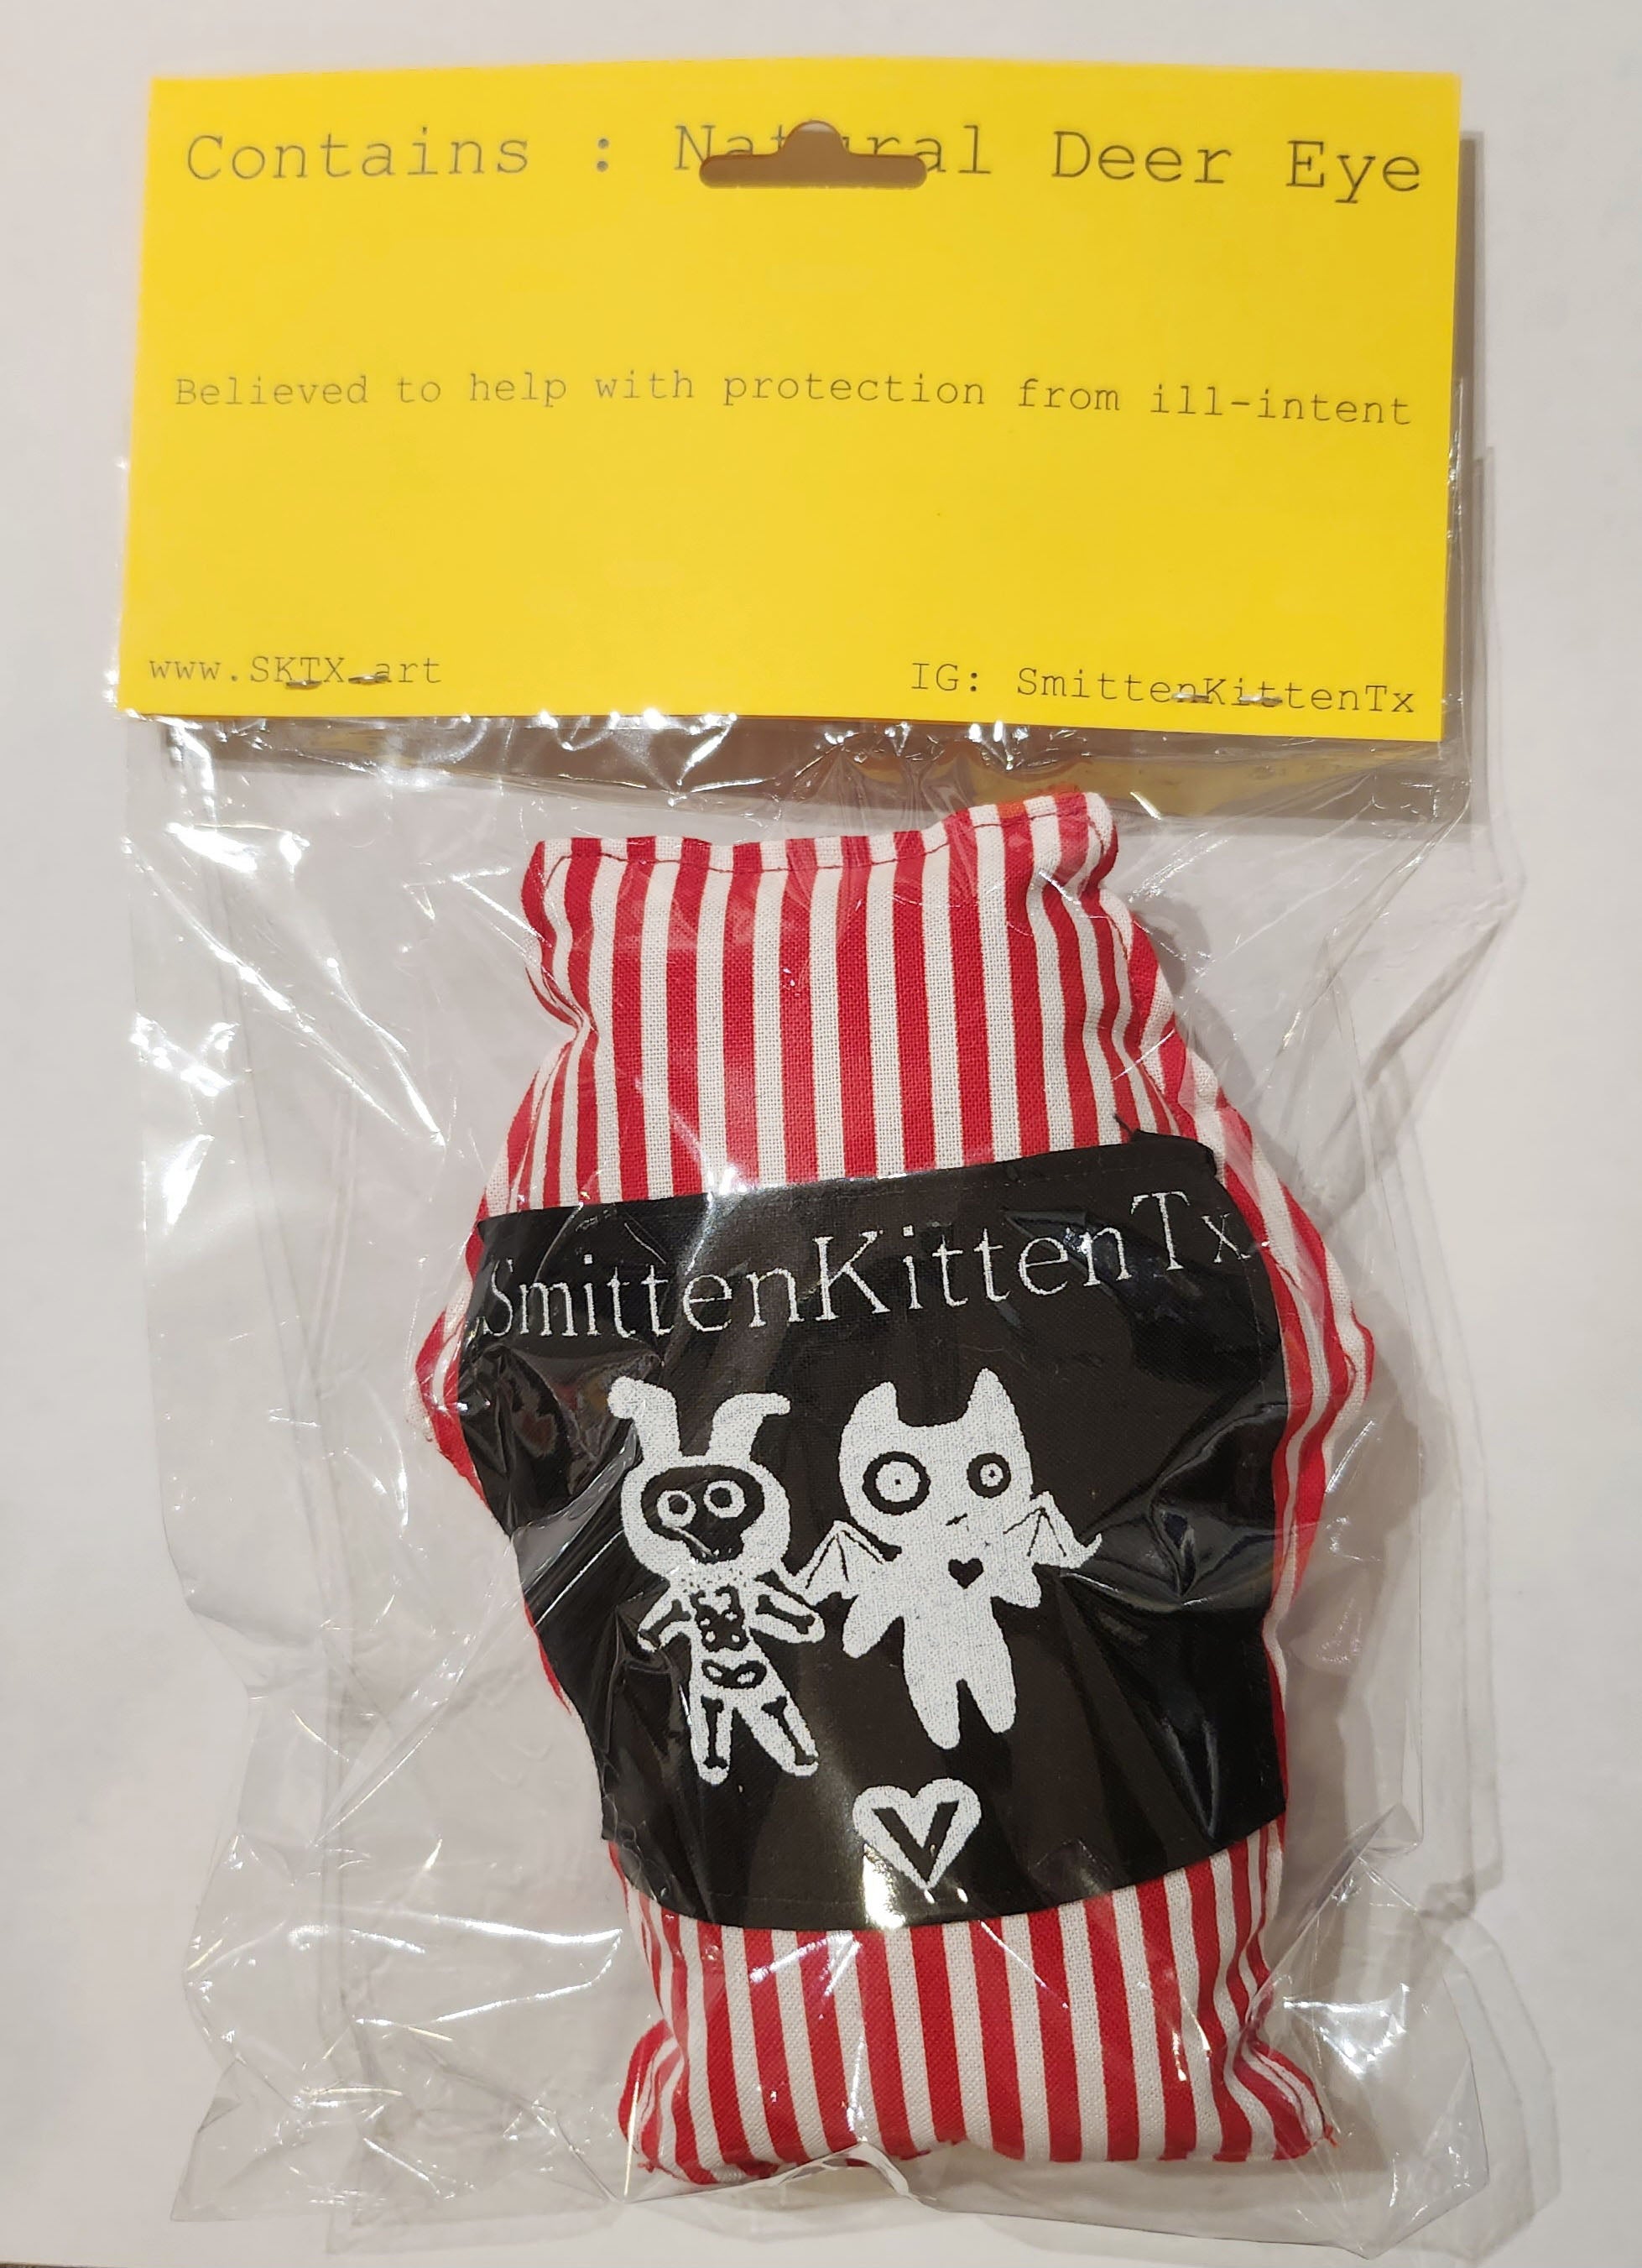 Contains : Natural Deer Eye
Believed to help with protection from ill-intent
www.SKTX.art
IG: SmittenKittenTx
SmittenKittenTx
V